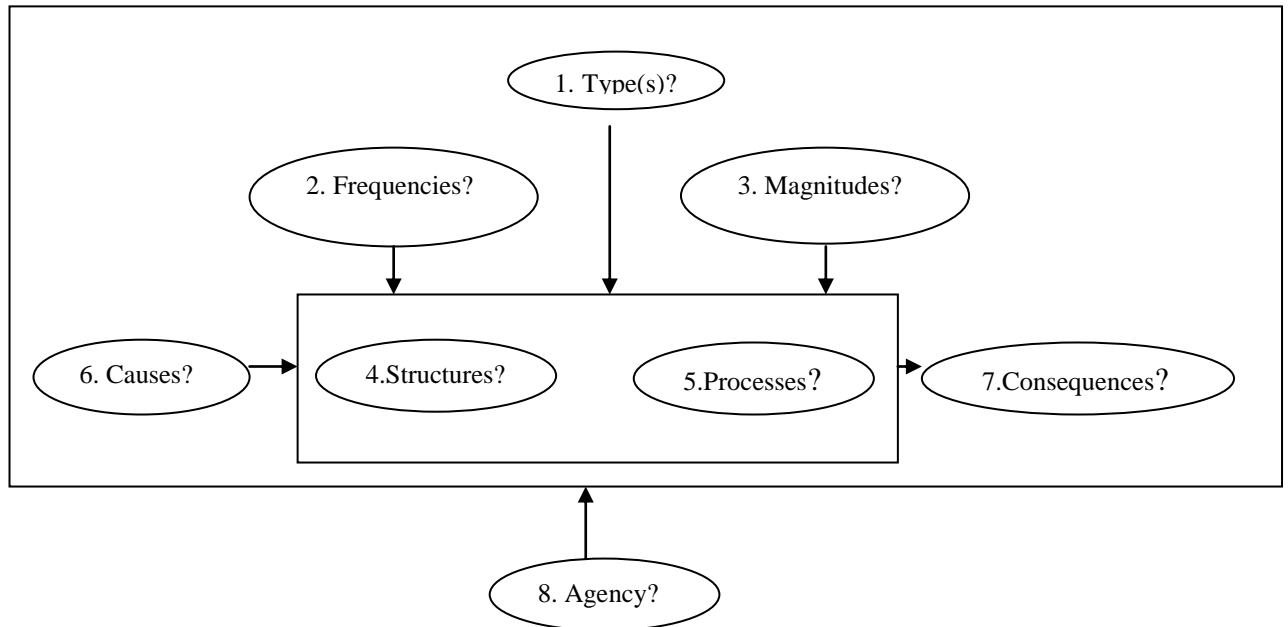 1. Type(s)?
2. Frequencies?
3. Magnitudes?
6. Causes?
4.Structures?
5.Processes?
7.Consequences?
8. Agency?